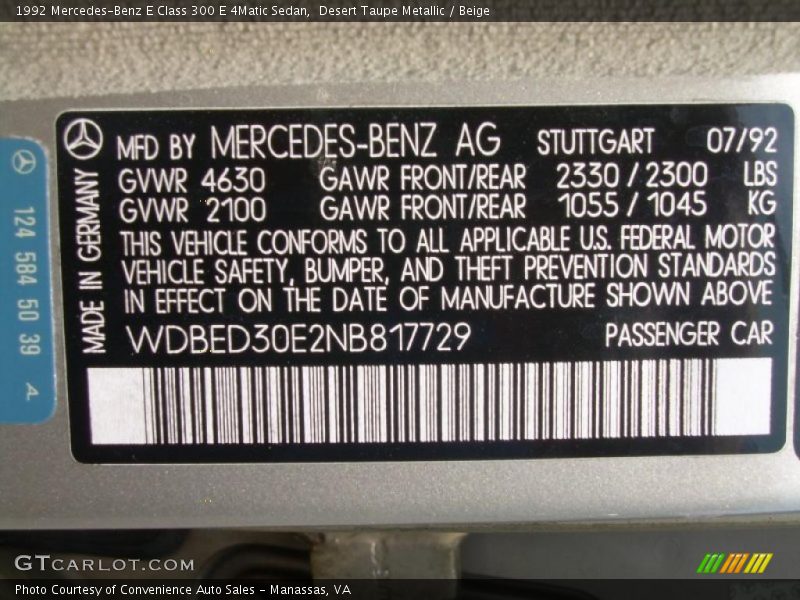 1992 Mercedes-Benz E Class 300 E 4Matic Sedan,  Desert Taupe Metallic / Beige
MFD BY MERCEDES-BENZ AG STUTTGART 07/92
GVWR 4630 GAWR FRONT/REAR 2330 / 2300 LBS
GVWR 2100 GAWR FRONT/REAR 1055 / 1045 KG
THIS VEHICLE CONFORMS TO ALL APPLICABLE U.S. FEDERAL MOTOR
VEHICLE SAFETY, BUMPER, AND THEFT PREVENTION STANDARDS
IN EFFECT ON THE DATE OF MANUFACTURE SHOWN ABOVE
WDBED30E2NB817729 PASSENGER CAR
MADE IN GERMANY
124 584 50 39 A
GTCARLOT.COM
Photo Courtesy of Convenience Auto Sales - Manassas, VA